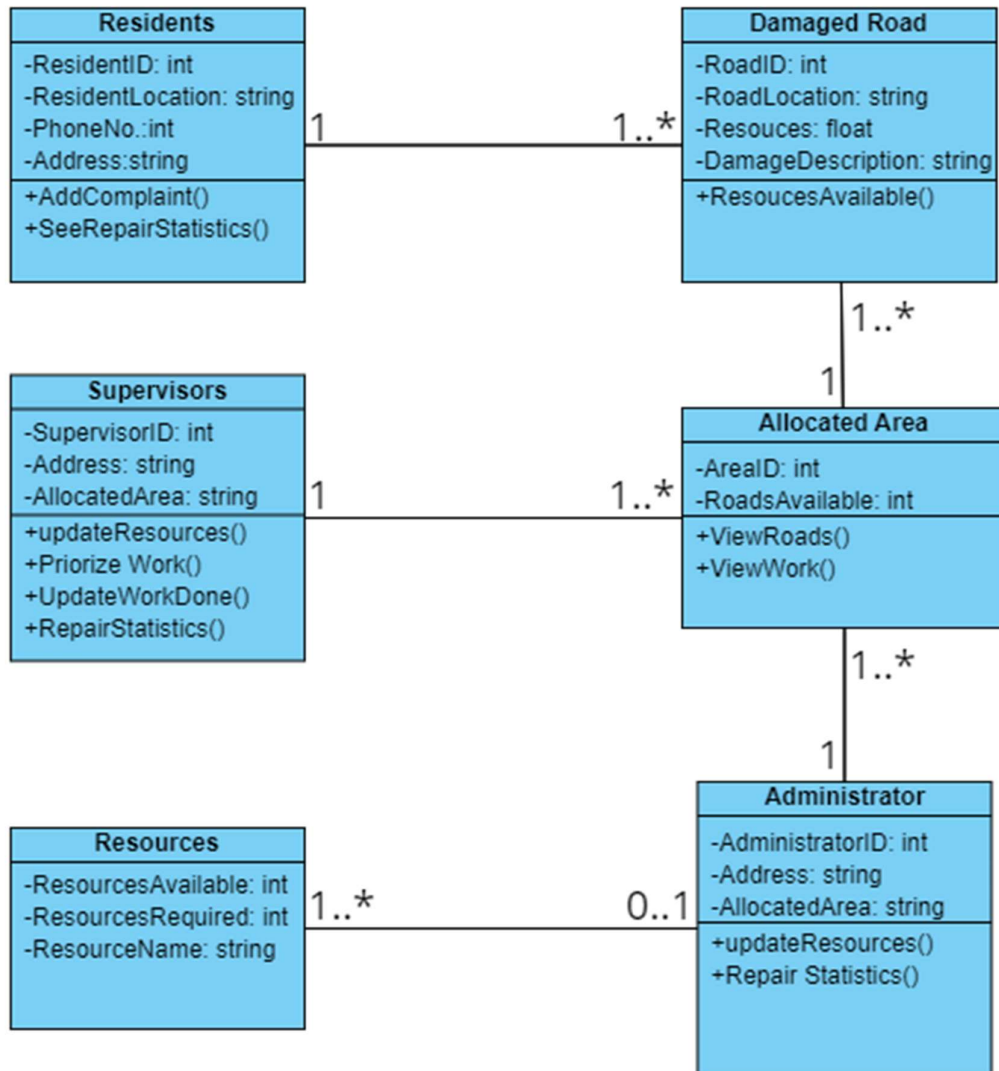 Residents
-ResidentID: int
-ResidentLocation: string
-PhoneNo.:int
-Address:string
+AddComplaint()
+SeeRepairStatistics()
1
1..*
Damaged Road
-RoadID: int
-RoadLocation: string
-Resouces: float
-DamageDescription: string
+ResoucesAvailable()
1..*
1
Supervisors
-SupervisorID: int
-Address: string
-AllocatedArea: string
+updateResources()
+Priorize Work()
+UpdateWorkDone()
+RepairStatistics()
1
1..*
Allocated Area
-AreaID: int
-RoadsAvailable: int
+ViewRoads()
+ViewWork()
1..*
1
Resources
-ResourcesAvailable: int
-ResourcesRequired: int
-ResourceName: string
1..*
0..1
Administrator
-AdministratorID: int
-Address: string
-AllocatedArea: string
+updateResources()
+Repair Statistics()